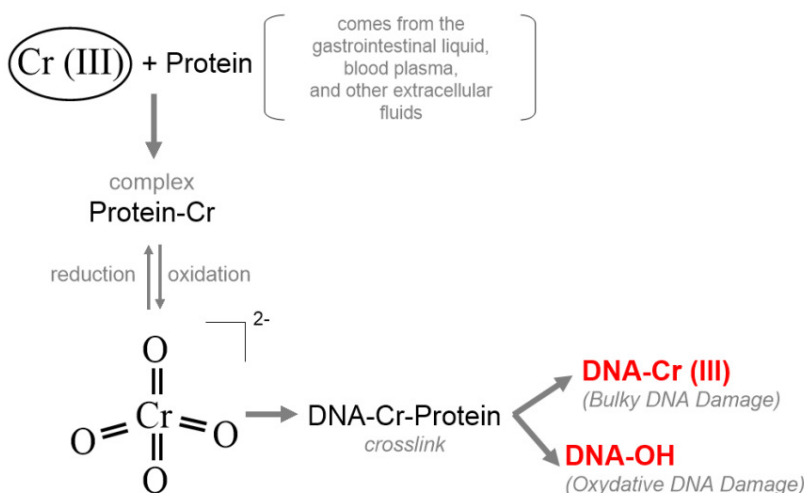 Cr (III) + Protein
comes from the
gastrointestinal liquid,
blood plasma,
and other extracellular
fluids
complex
Protein-Cr
reduction oxidation
2-
O
O Cr O
O
DNA-Cr-Protein
crosslink
DNA-Cr (III)
(Bulky DNA Damage)
DNA-OH
(Oxydative DNA Damage)